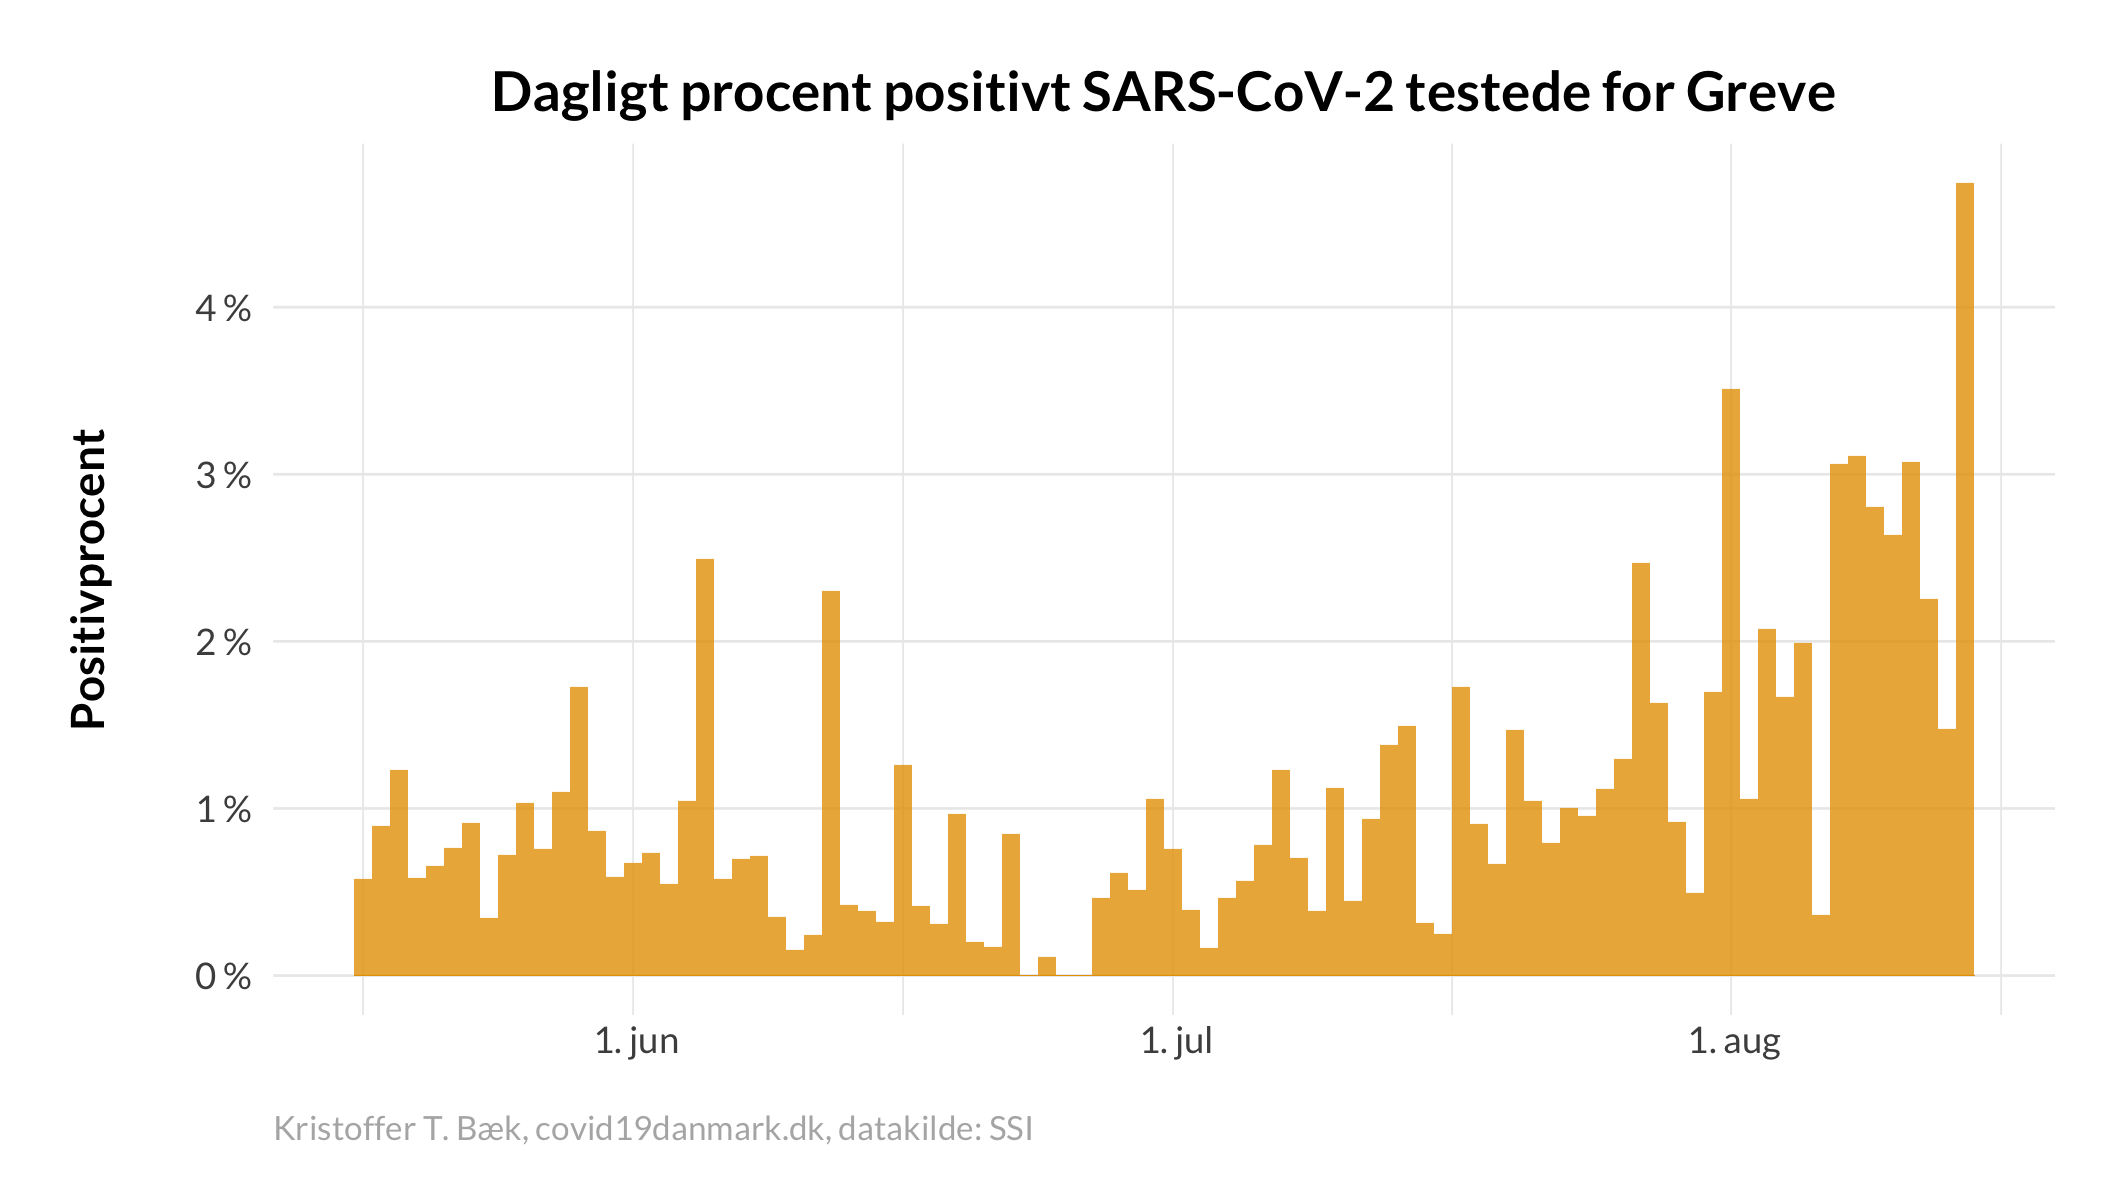 Dagligt procent positivt SARS-CoV-2 testede for Greve
Positivprocent
4 %
3 %
2 %
1 %
0 %
1. jun
1. jul
1. aug
Kristoffer T. Bæk, covid19danmark.dk, datakilde: SSI